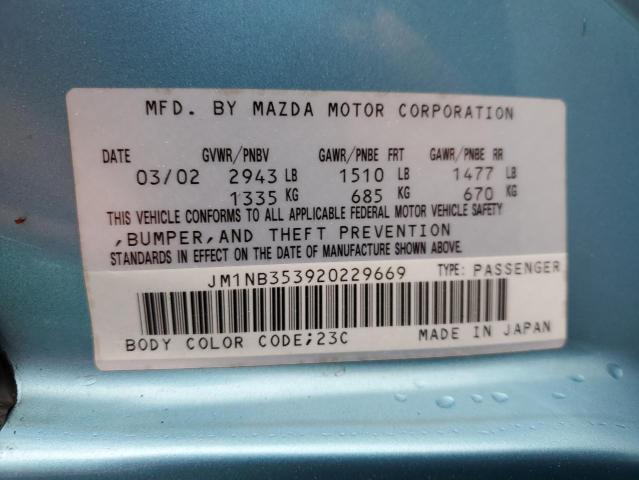 MFD. BY MAZDA MOTOR CORPORATION
DATE GVWR/PNBV GAWR/PNBE FRT GAWR/PNBE RR
03/02 2943 LB 1510 LB 1477 LB
1335 KG 685 KG 670 KG
THIS VEHICLE CONFORMS TO ALL APPLICABLE FEDERAL MOTOR VEHICLE SAFETY
,BUMPER,AND THEFT PREVENTION
STANDARDS IN EFFECT ON THE DATE OF MANUFACTURE SHOWN ABOVE.
JM1NB353920229669 TYPE: PASSENGER
BODY COLOR CODE;23C MADE IN JAPAN